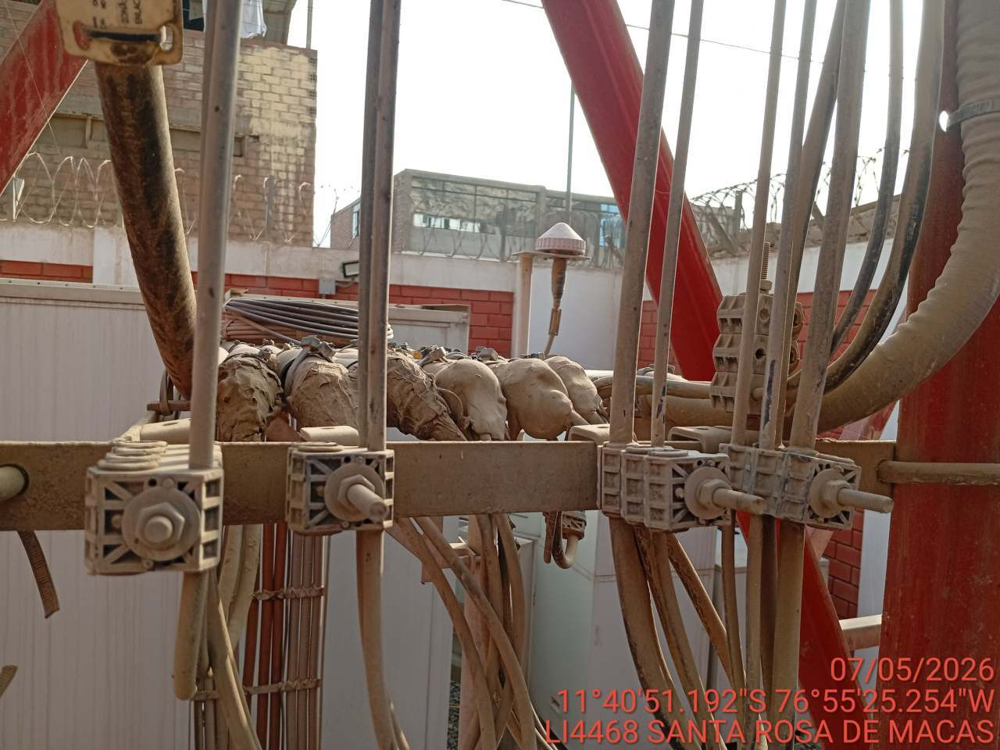 07/05/2026
11°40'51.192"S 76°55'25.254"W
LI4468 SANTA ROSA DE MACAS